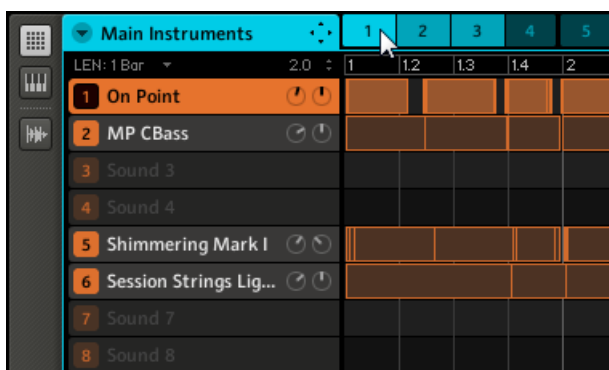 Main Instruments 1 2 3 4 5
LEN: 1 Bar 2.0 1 1.2 1.3 1.4 2
1 On Point
2 MP CBass
3 Sound 3
4 Sound 4
5 Shimmering Mark I
6 Session Strings Lig...
7 Sound 7
8 Sound 8